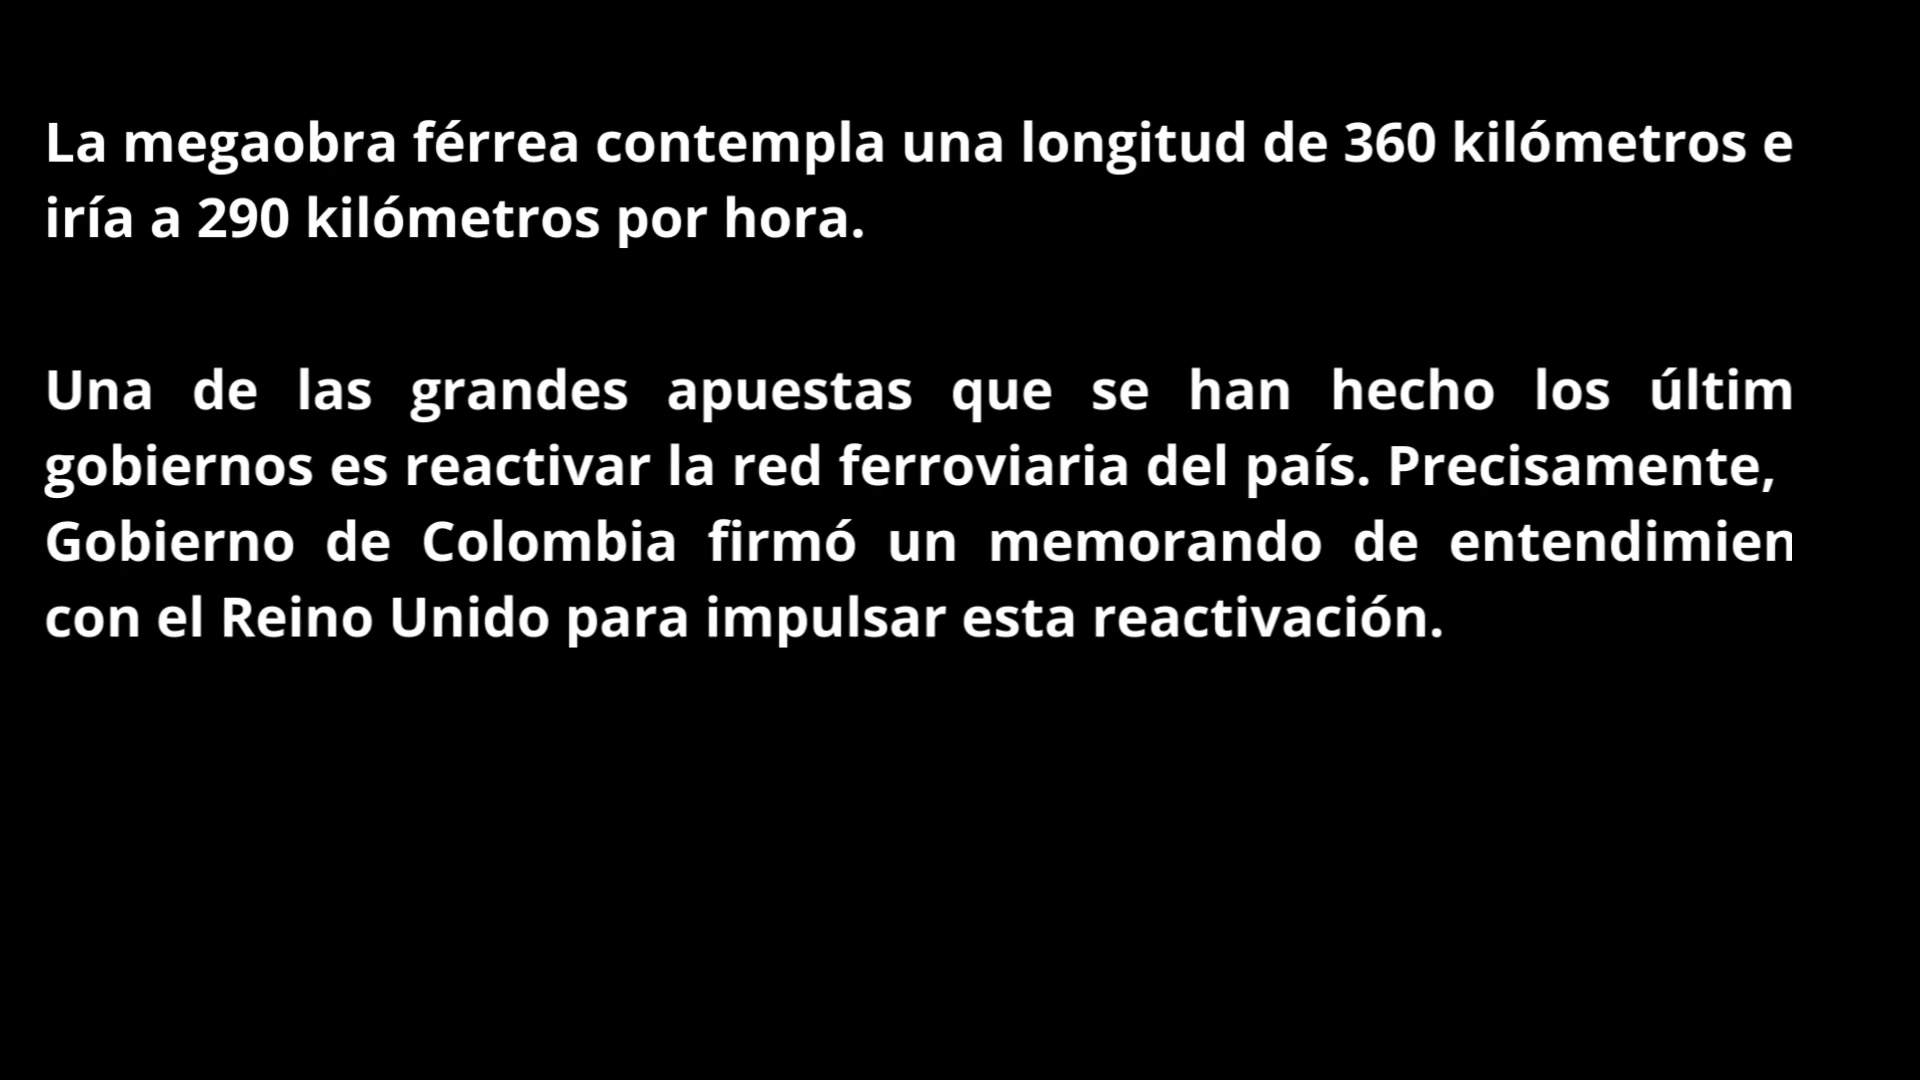 La megaobra férrea contempla una longitud de 360 kilómetros e
iría a 290 kilómetros por hora.
Una de las grandes apuestas que se han hecho los últim
gobiernos es reactivar la red ferroviaria del país. Precisamente,
Gobierno de Colombia firmó un memorando de entendimien
con el Reino Unido para impulsar esta reactivación.